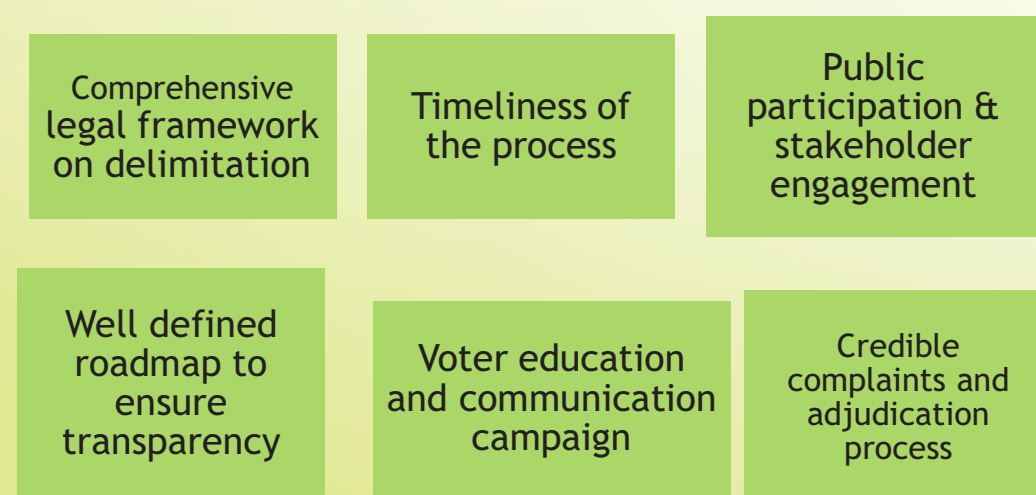 Comprehensive
legal framework
on delimitation
Timeliness of
the process
Public
participation &
stakeholder
engagement
Well defined
roadmap to
ensure
transparency
Voter education
and communication
campaign
Credible
complaints and
adjudication
process